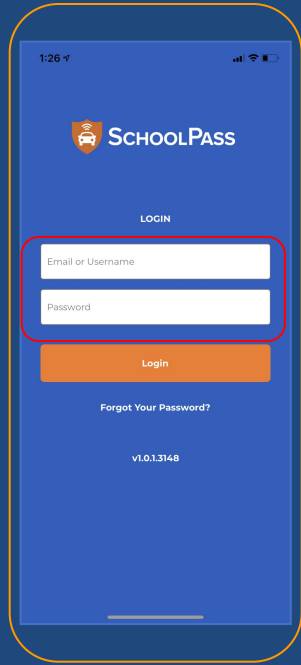 1:26
SCHOOLPASS
LOGIN
Email or Username
Password
Login
Forgot Your Password?
v1.0.1.3148